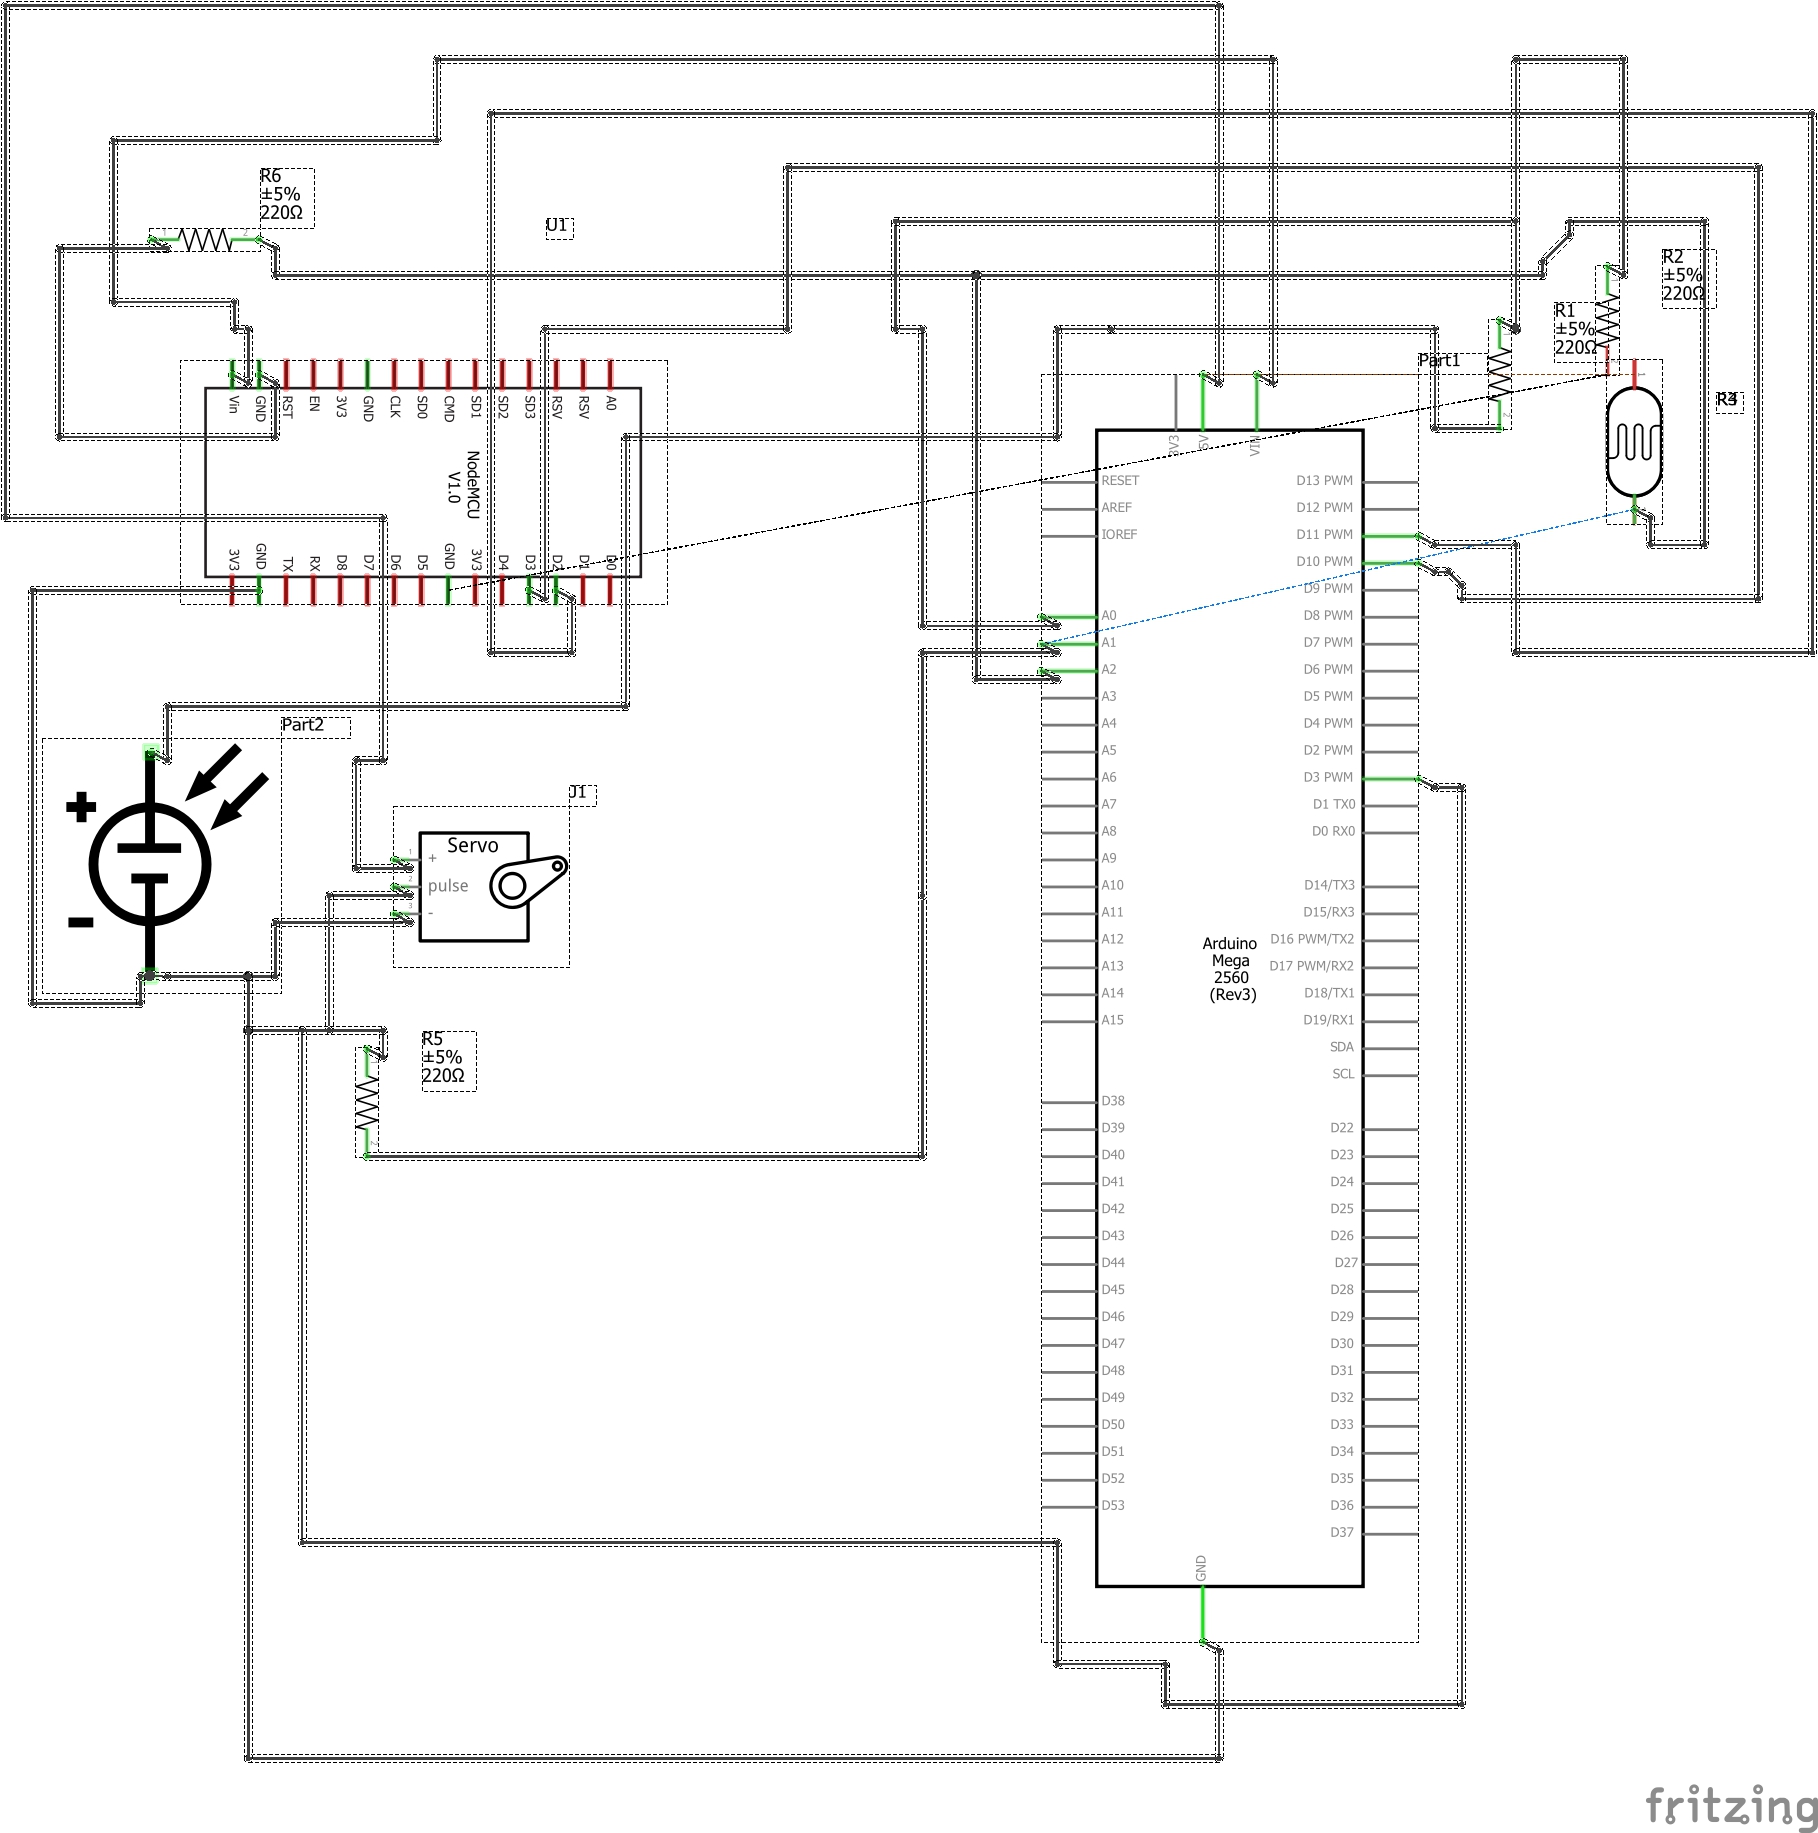 R6
±5%
220Ω
1
2
U1
R2
±5%
220Ω
R1
±5%
220Ω
Part1
Vin
GND
RST
EN
3V3
GND
CLK
SD0
CMD
SD1
SD2
SD3
RSV
RSV
A0
NodeMCU
V1.0
3V3
GND
TX
RX
D8
D7
D6
D5
GND
3V3
D4
D3
D2
D1
D0
3V3
5V
VIN
RESET
AREF
IOREF
A0
A1
A2
A3
A4
A5
A6
A7
A8
A9
A10
A11
A12
A13
A14
A15
D38
D39
D40
D41
D42
D43
D44
D45
D46
D47
D48
D49
D50
D51
D52
D53
Arduino
Mega
2560
(Rev3)
D13 PWM
D12 PWM
D11 PWM
D10 PWM
D9 PWM
D8 PWM
D7 PWM
D6 PWM
D5 PWM
D4 PWM
D2 PWM
D3 PWM
D1 TX0
D0 RX0
D14/TX3
D15/RX3
D16 PWM/TX2
D17 PWM/RX2
D18/TX1
D19/RX1
SDA
SCL
D22
D23
D24
D25
D26
D27
D28
D29
D30
D31
D32
D33
D34
D35
D36
D37
GND
Part2
+
-
J1
Servo
1
+
2
pulse
3
-
R5
±5%
220Ω
2
fritzing